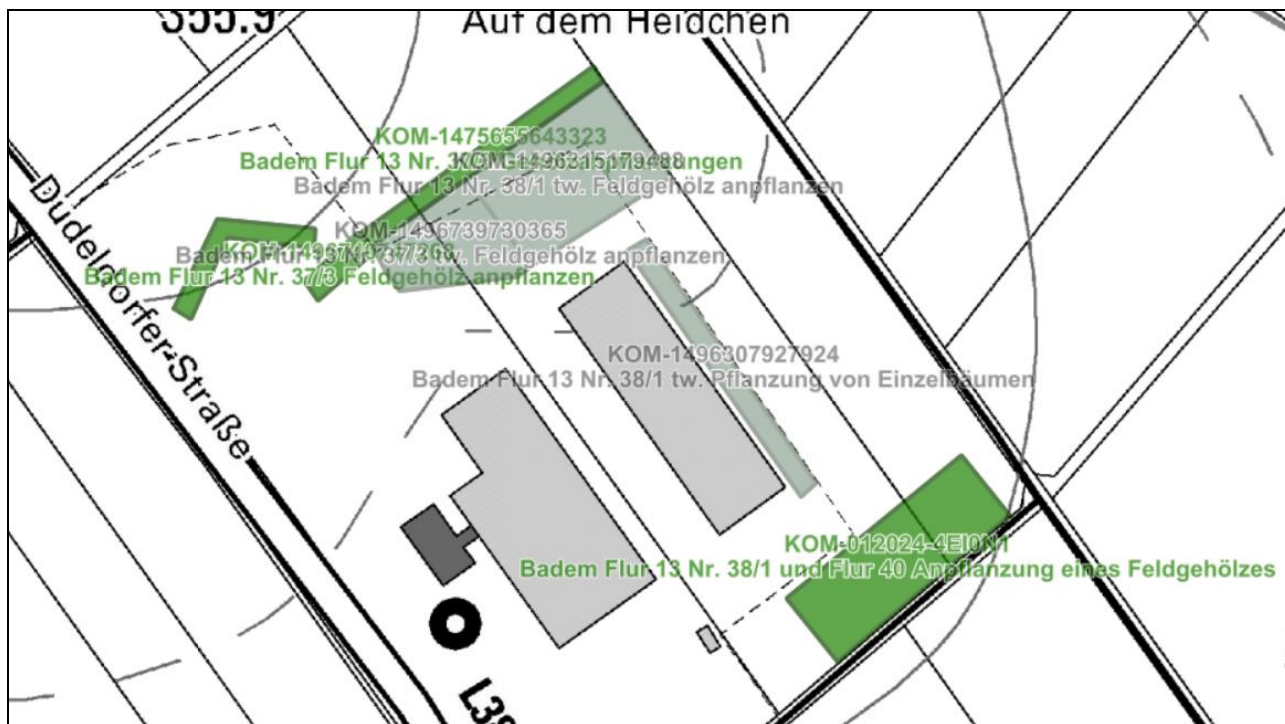 355.9
Auf dem Heidchen
KOM-1475655643323
Badem Flur 13 Nr.
Badem Flur 13 Nr. 38/1 tw. Feldgehölz anpflanzen
KOM-1496739730365
Badem Flur 13 Nr. 37/3 tw. Feldgehölz anpflanzen
Badem Flur 13 Nr. 37/3 Feldgehölz anpflanzen
Dudeldorfer-Straße
KOM-1496307927924
Badem Flur 13 Nr. 38/1 tw. Pflanzung von Einzelbäumen
KOM-012024-4EI0N1
Badem Flur 13 Nr. 38/1 und Flur 40 Anpflanzung eines Feldgehölzes